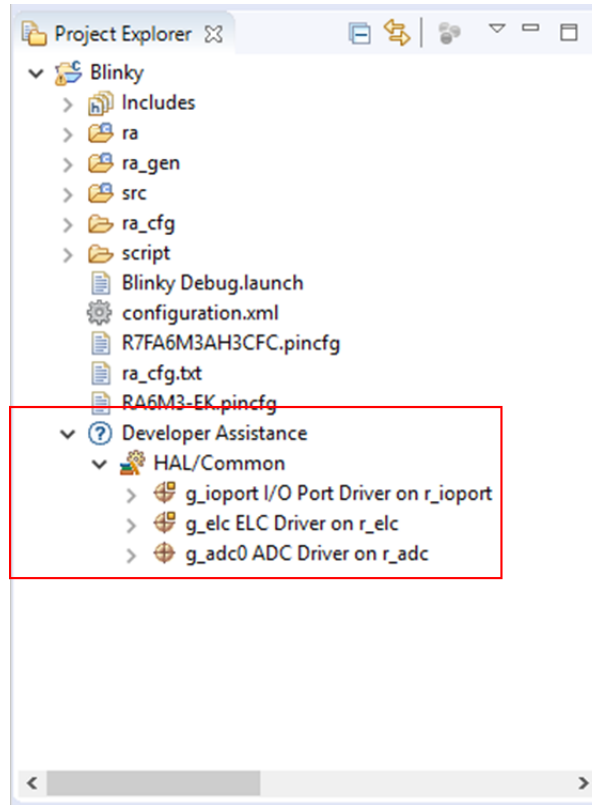 Project Explorer
Blinky
Includes
ra
ra_gen
src
ra_cfg
script
Blinky Debug.launch
configuration.xml
R7FA6M3AH3CFC.pincfg
ra_cfg.txt
RA6M3-EK.pincfg
Developer Assistance
HAL/Common
g_ioport I/O Port Driver on r_ioport
g_elc ELC Driver on r_elc
g_adc0 ADC Driver on r_adc